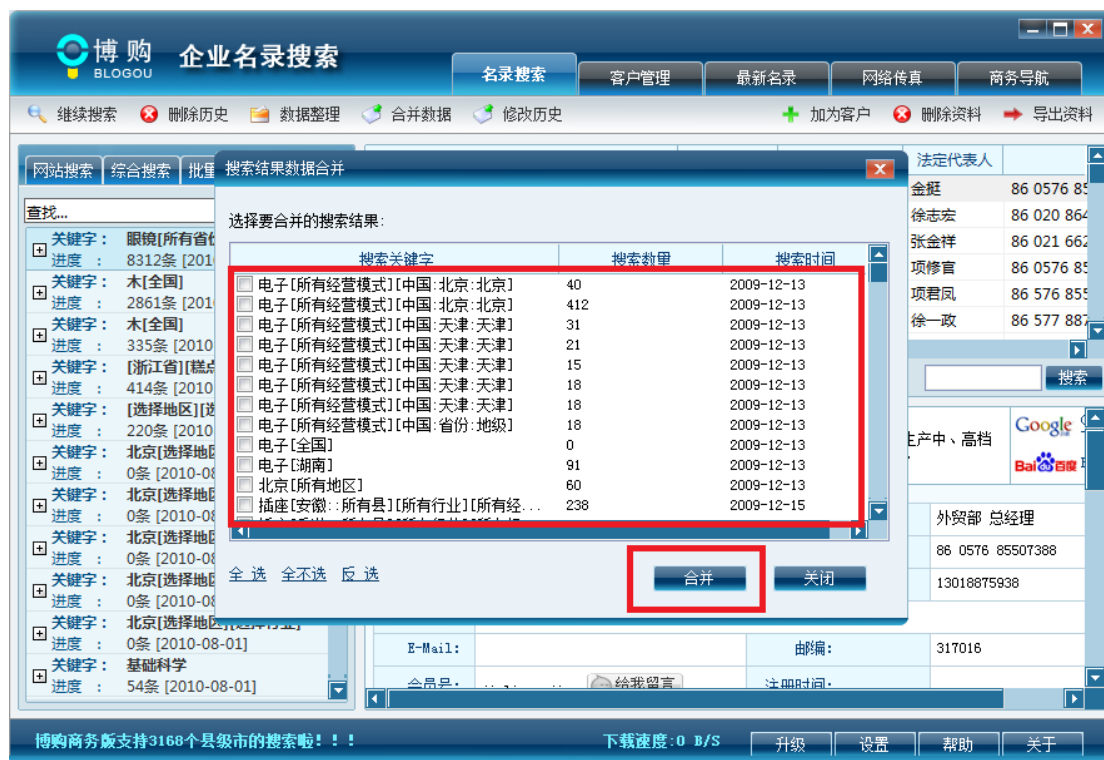 博购 企业名录搜索
BLOGOU
名录搜索 客户管理 最新名录 网络传真 商务导航
继续搜索 删除历史 数据整理 合并数据 修改历史 加为客户 删除资料 导出资料
网站搜索 综合搜索 批量
查找...
关键字： 眼镜[所有省份
进度 ： 8312条 [201
关键字： 木[全国]
进度 ： 2861条 [201
关键字： 木[全国]
进度 ： 335条 [2010
关键字： [浙江省][糕点
进度 ： 414条 [2010
关键字： [选择地区][选
进度 ： 220条 [2010
关键字： 北京[选择地区
进度 ： 0条 [2010-08
关键字： 北京[选择地区
进度 ： 0条 [2010-08
关键字： 北京[选择地区
进度 ： 0条 [2010-08
关键字： 北京[选择地区
进度 ： 0条 [2010-08
关键字： 北京[选择地区][选择行业]
进度 ： 0条 [2010-08-01]
关键字： 基础科学
进度 ： 54条 [2010-08-01]
搜索结果数据合并
选择要合并的搜索结果:
搜索关键字 搜索数量 搜索时间
电子[所有经营模式][中国:北京:北京] 40 2009-12-13
电子[所有经营模式][中国:北京:北京] 412 2009-12-13
电子[所有经营模式][中国:天津:天津] 31 2009-12-13
电子[所有经营模式][中国:天津:天津] 21 2009-12-13
电子[所有经营模式][中国:天津:天津] 15 2009-12-13
电子[所有经营模式][中国:天津:天津] 18 2009-12-13
电子[所有经营模式][中国:天津:天津] 18 2009-12-13
电子[所有经营模式][中国:省份:地级] 18 2009-12-13
电子[全国] 0 2009-12-13
电子[湖南] 91 2009-12-13
北京[所有地区] 60 2009-12-13
插座[安徽::所有县][所有行业][所有经... 238 2009-12-15
全 选 全不选 反 选 合并 关闭
法定代表人
金挺 86 0576 85
徐志宏 86 020 864
张金祥 86 021 662
项修官 86 0576 85
项君凤 86 576 855
徐一政 86 577 887
搜索
生产中、高档 Google
Bai百度
外贸部 总经理
86 0576 85507388
13018875938
E-Mail: 邮编: 317016
会员号: 给我留言 注册时间:
博购商务版支持3168个县级市的搜索啦！！！ 下载速度:0 B/S 升级 设置 帮助 关于